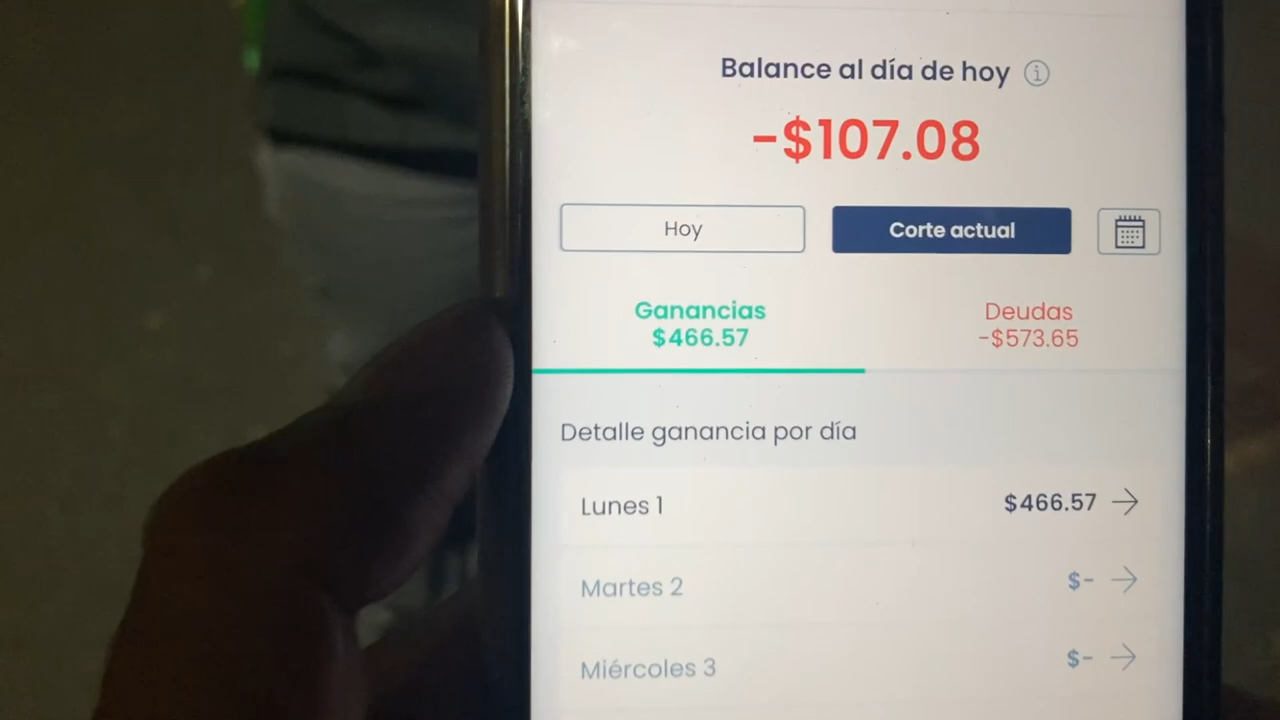 Balance al día de hoy
-$107.08
Hoy
Corte actual
Ganancias
$466.57
Deudas
-$573.65
Detalle ganancia por día
Lunes 1
$466.57
Martes 2
$-
Miércoles 3
$-